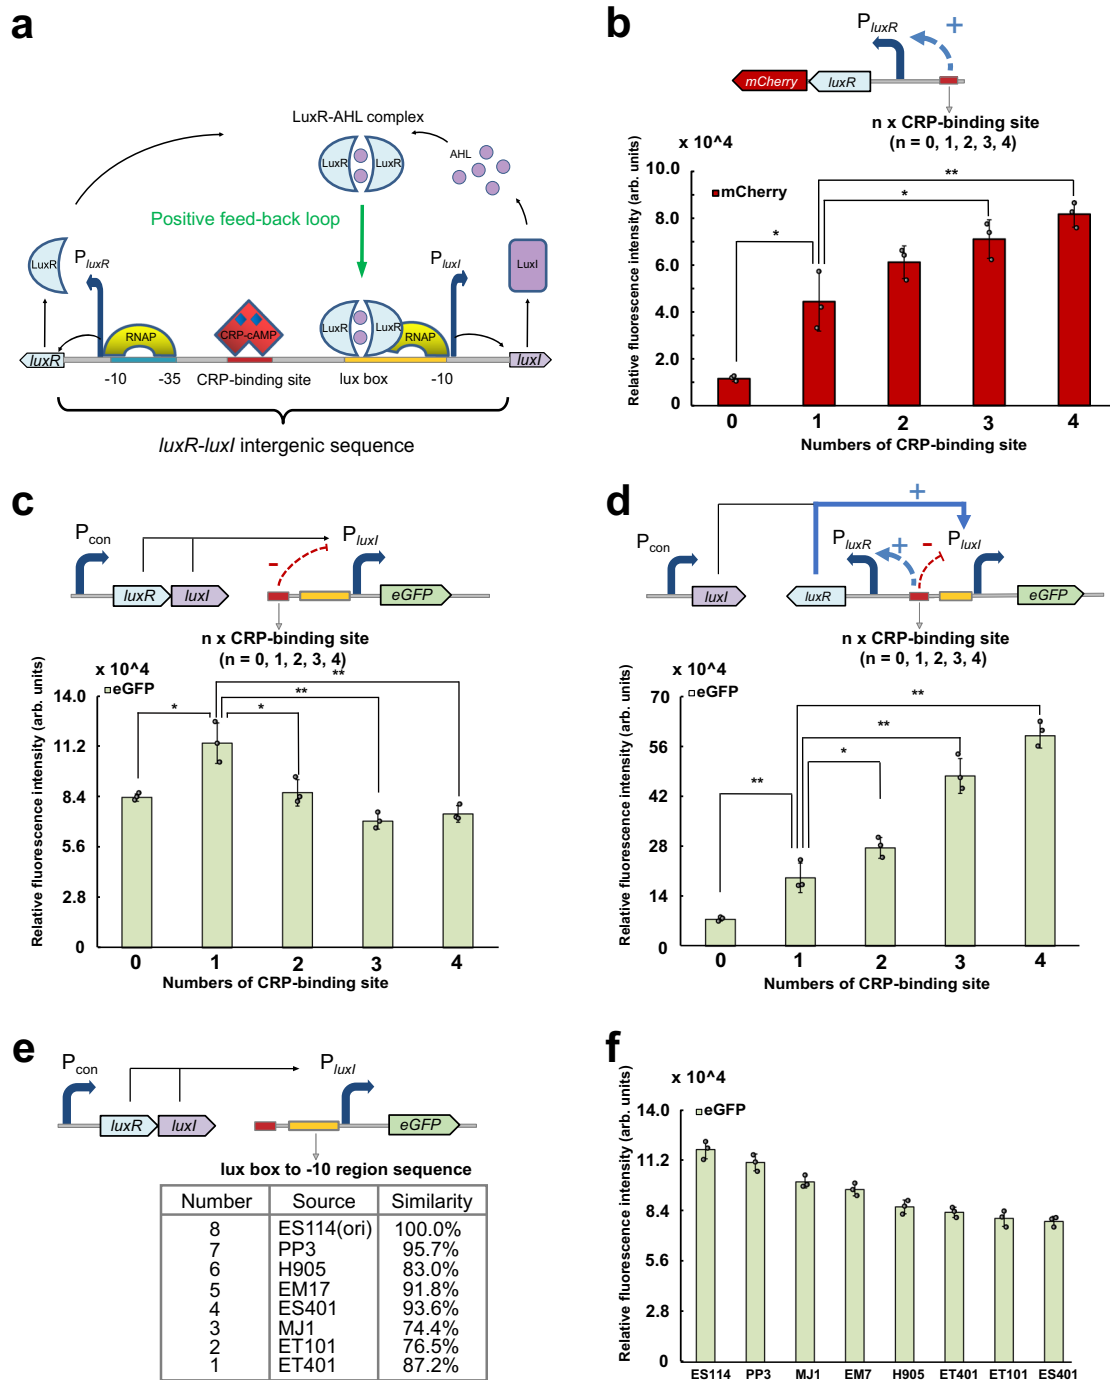 a
LuxR-AHL complex
LuxR
LuxR
AHL
Positive feed-back loop
LuxR
P luxR
P luxI
LuxI
RNAP
CRP-cAMP
LuxR
LuxR
RNAP
luxR
luxI
-10
-35
CRP-binding site
lux box
-10
luxR-luxI intergenic sequence
b
P luxR
+
mCherry
luxR
n x CRP-binding site
(n = 0, 1, 2, 3, 4)
x 10^4
Relative fluorescence intensity (arb. units)
10.0
8.0
6.0
4.0
2.0
0
mCherry
*
*
**
0 1 2 3 4
Numbers of CRP-binding site
c
P con
P luxI
-
luxR
luxI
eGFP
n x CRP-binding site
(n = 0, 1, 2, 3, 4)
x 10^4
Relative fluorescence intensity (arb. units)
14.0
11.2
8.4
5.6
2.8
0
eGFP
*
*
**
**
0 1 2 3 4
Numbers of CRP-binding site
d
+
P con
P luxR
+
-
P luxI
luxI
luxR
eGFP
n x CRP-binding site
(n = 0, 1, 2, 3, 4)
x 10^4
Relative fluorescence intensity (arb. units)
70
56
42
28
14
0
eGFP
**
*
**
**
0 1 2 3 4
Numbers of CRP-binding site
e
P con
P luxI
luxR
luxI
eGFP
lux box to -10 region sequence
Number Source Similarity
8 ES114(ori) 100.0%
7 PP3 95.7%
6 H905 83.0%
5 EM17 91.8%
4 ES401 93.6%
3 MJ1 74.4%
2 ET101 76.5%
1 ET401 87.2%
f
x 10^4
Relative fluorescence intensity (arb. units)
14.0
11.2
8.4
5.6
2.8
0
eGFP
ES114 PP3 MJ1 EM7 H905 ET401 ET101 ES401